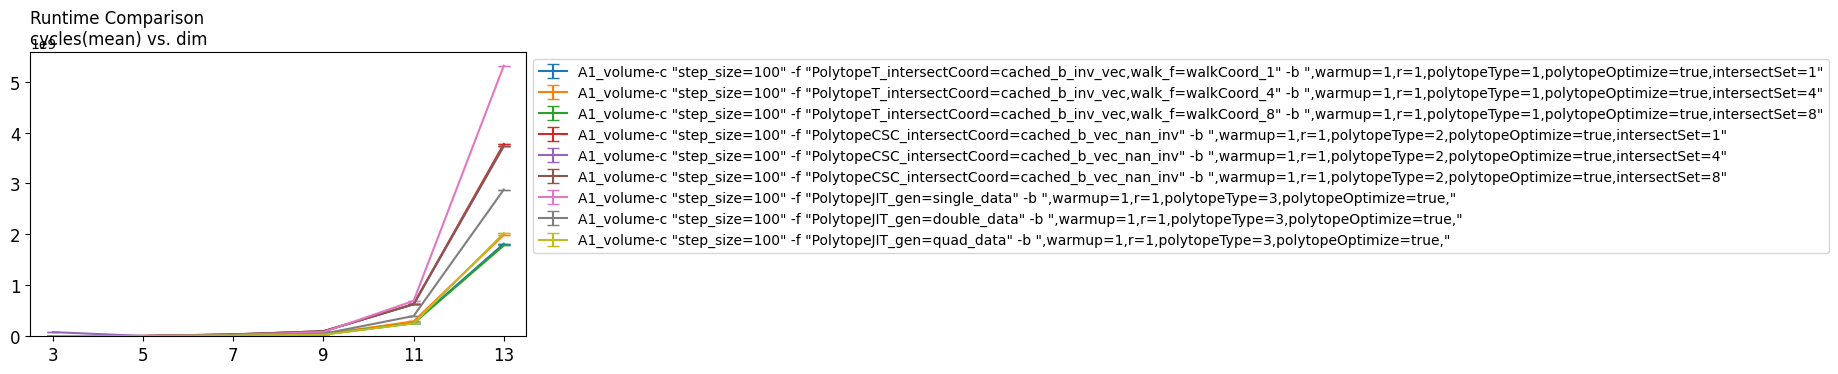 Runtime Comparison
cycles(mean) vs. dim
1e9
5
4
3
2
1
0
3 5 7 9 11 13
A1_volume-c "step_size=100" -f "PolytopeT_intersectCoord=cached_b_inv_vec,walk_f=walkCoord_1" -b ",warmup=1,r=1,polytopeType=1,polytopeOptimize=true,intersectSet=1"
A1_volume-c "step_size=100" -f "PolytopeT_intersectCoord=cached_b_inv_vec,walk_f=walkCoord_4" -b ",warmup=1,r=1,polytopeType=1,polytopeOptimize=true,intersectSet=4"
A1_volume-c "step_size=100" -f "PolytopeT_intersectCoord=cached_b_inv_vec,walk_f=walkCoord_8" -b ",warmup=1,r=1,polytopeType=1,polytopeOptimize=true,intersectSet=8"
A1_volume-c "step_size=100" -f "PolytopeCSC_intersectCoord=cached_b_vec_nan_inv" -b ",warmup=1,r=1,polytopeType=2,polytopeOptimize=true,intersectSet=1"
A1_volume-c "step_size=100" -f "PolytopeCSC_intersectCoord=cached_b_vec_nan_inv" -b ",warmup=1,r=1,polytopeType=2,polytopeOptimize=true,intersectSet=4"
A1_volume-c "step_size=100" -f "PolytopeCSC_intersectCoord=cached_b_vec_nan_inv" -b ",warmup=1,r=1,polytopeType=2,polytopeOptimize=true,intersectSet=8"
A1_volume-c "step_size=100" -f "PolytopeJIT_gen=single_data" -b ",warmup=1,r=1,polytopeType=3,polytopeOptimize=true,"
A1_volume-c "step_size=100" -f "PolytopeJIT_gen=double_data" -b ",warmup=1,r=1,polytopeType=3,polytopeOptimize=true,"
A1_volume-c "step_size=100" -f "PolytopeJIT_gen=quad_data" -b ",warmup=1,r=1,polytopeType=3,polytopeOptimize=true,"